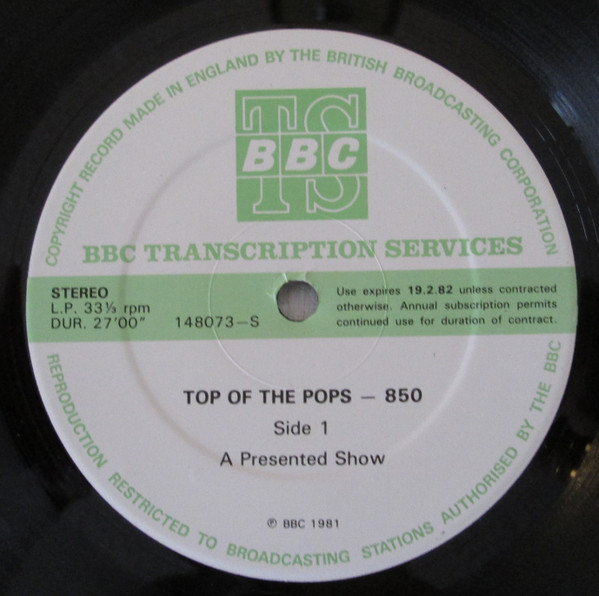 COPYRIGHT RECORD MADE IN ENGLAND BY THE BRITISH BROADCASTING CORPORATION
TS
BBC
BBC TRANSCRIPTION SERVICES
STEREO
L.P. 33⅓ rpm
DUR. 27'00" 148073–S
Use expires 19.2.82 unless contracted
otherwise. Annual subscription permits
continued use for duration of contract.
TOP OF THE POPS — 850
Side 1
A Presented Show
℗ BBC 1981
REPRODUCTION RESTRICTED TO BROADCASTING STATIONS AUTHORISED BY THE BBC